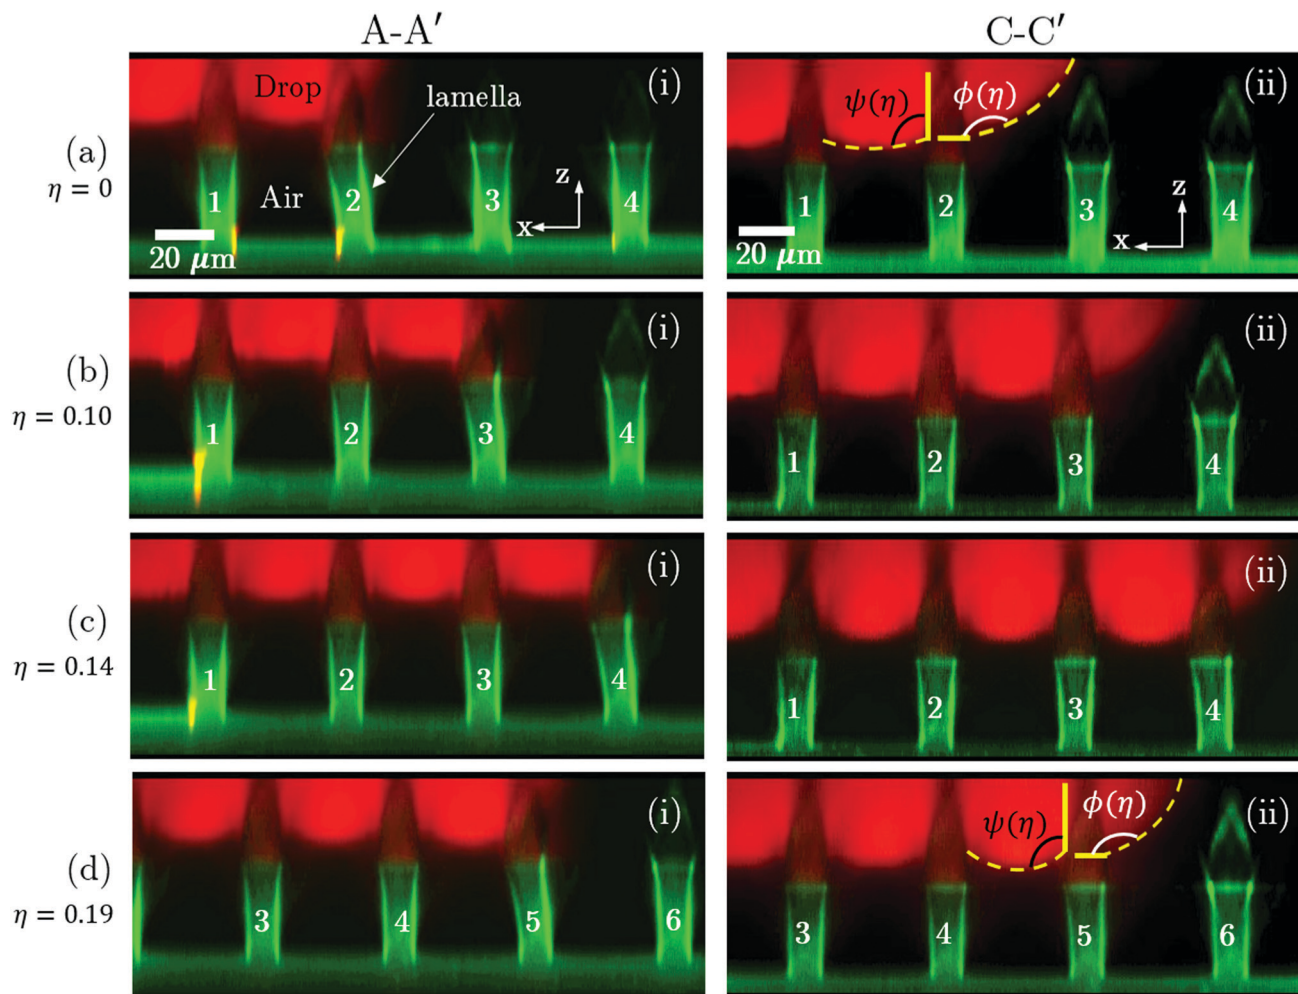 A-A′
C-C′
(a)
η = 0
Drop
lamella
(i)
Air
1
2
3
4
z
x
20 μm
ψ(η)
ϕ(η)
(ii)
1
2
3
4
z
x
20 μm
(b)
η = 0.10
(i)
1
2
3
4
(ii)
1
2
3
4
(c)
η = 0.14
(i)
1
2
3
4
(ii)
1
2
3
4
(d)
η = 0.19
(i)
3
4
5
6
ψ(η)
ϕ(η)
(ii)
3
4
5
6